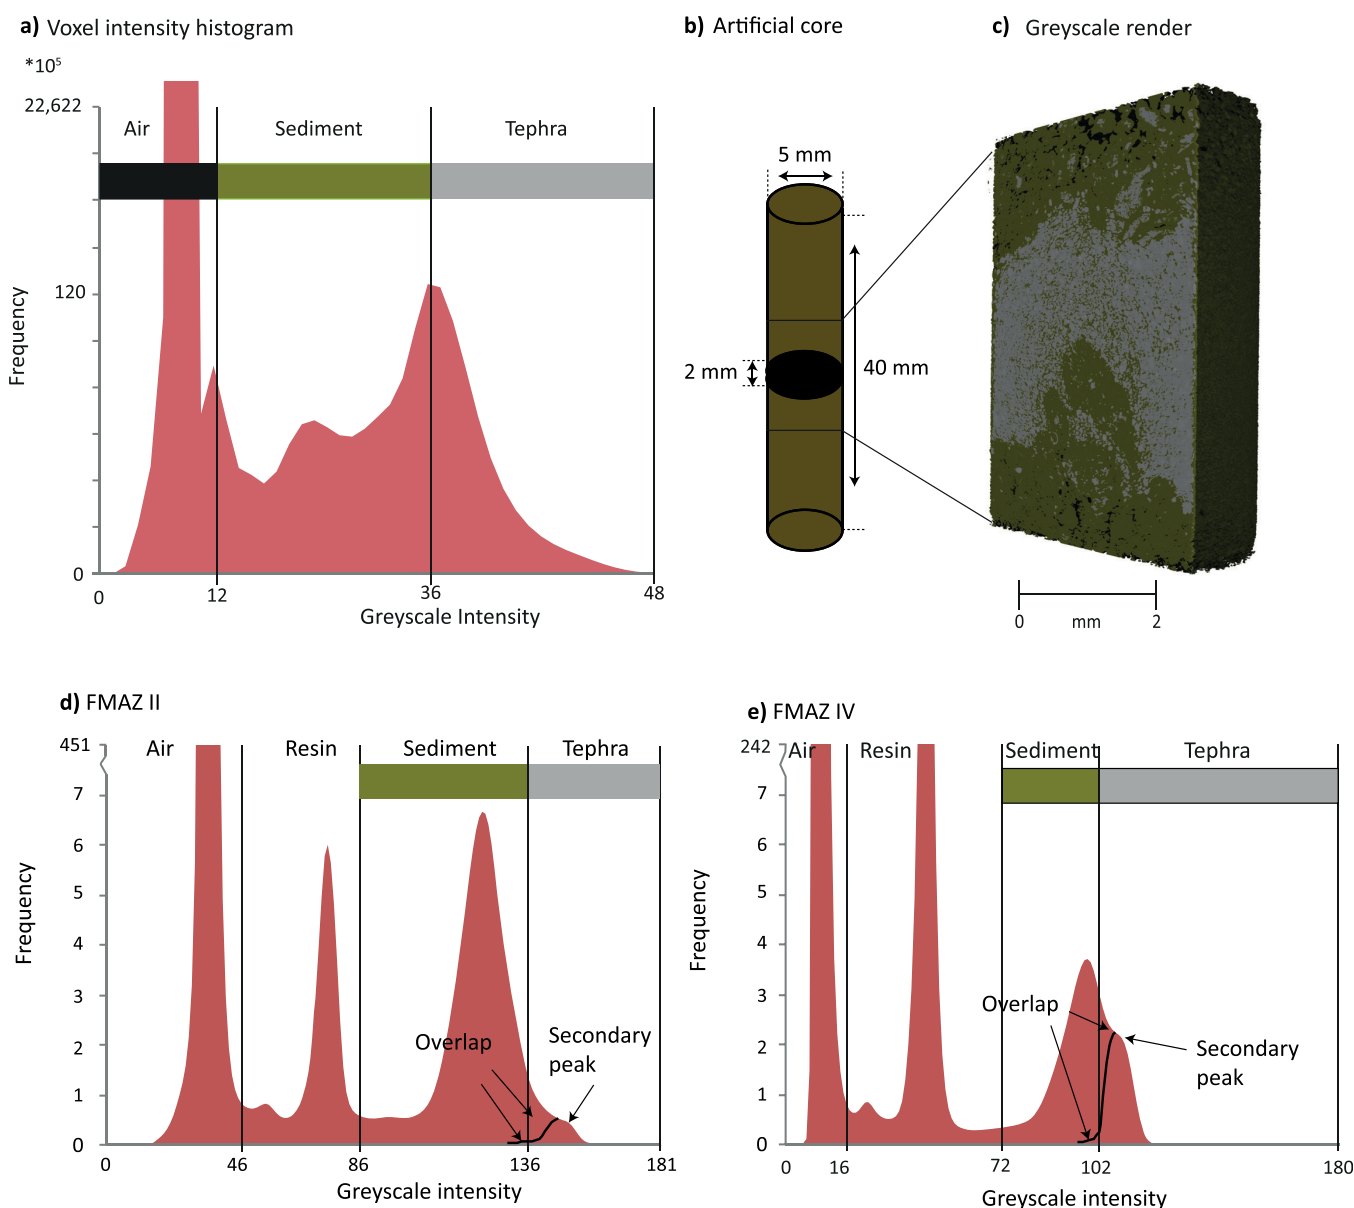 a) Voxel intensity histogram
*10⁵
22,622
Air
Sediment
Tephra
120
Frequency
0
0
12
36
48
Greyscale Intensity
b) Artificial core
5 mm
2 mm
40 mm
c) Greyscale render
0
mm
2
d) FMAZ II
451
Air
Resin
Sediment
Tephra
7
6
5
4
3
2
1
0
Frequency
Overlap
Secondary
peak
0
46
86
136
181
Greyscale intensity
e) FMAZ IV
242
Air
Resin
Sediment
Tephra
7
6
5
4
3
2
1
0
Frequency
Overlap
Secondary
peak
0
16
72
102
180
Greyscale intensity